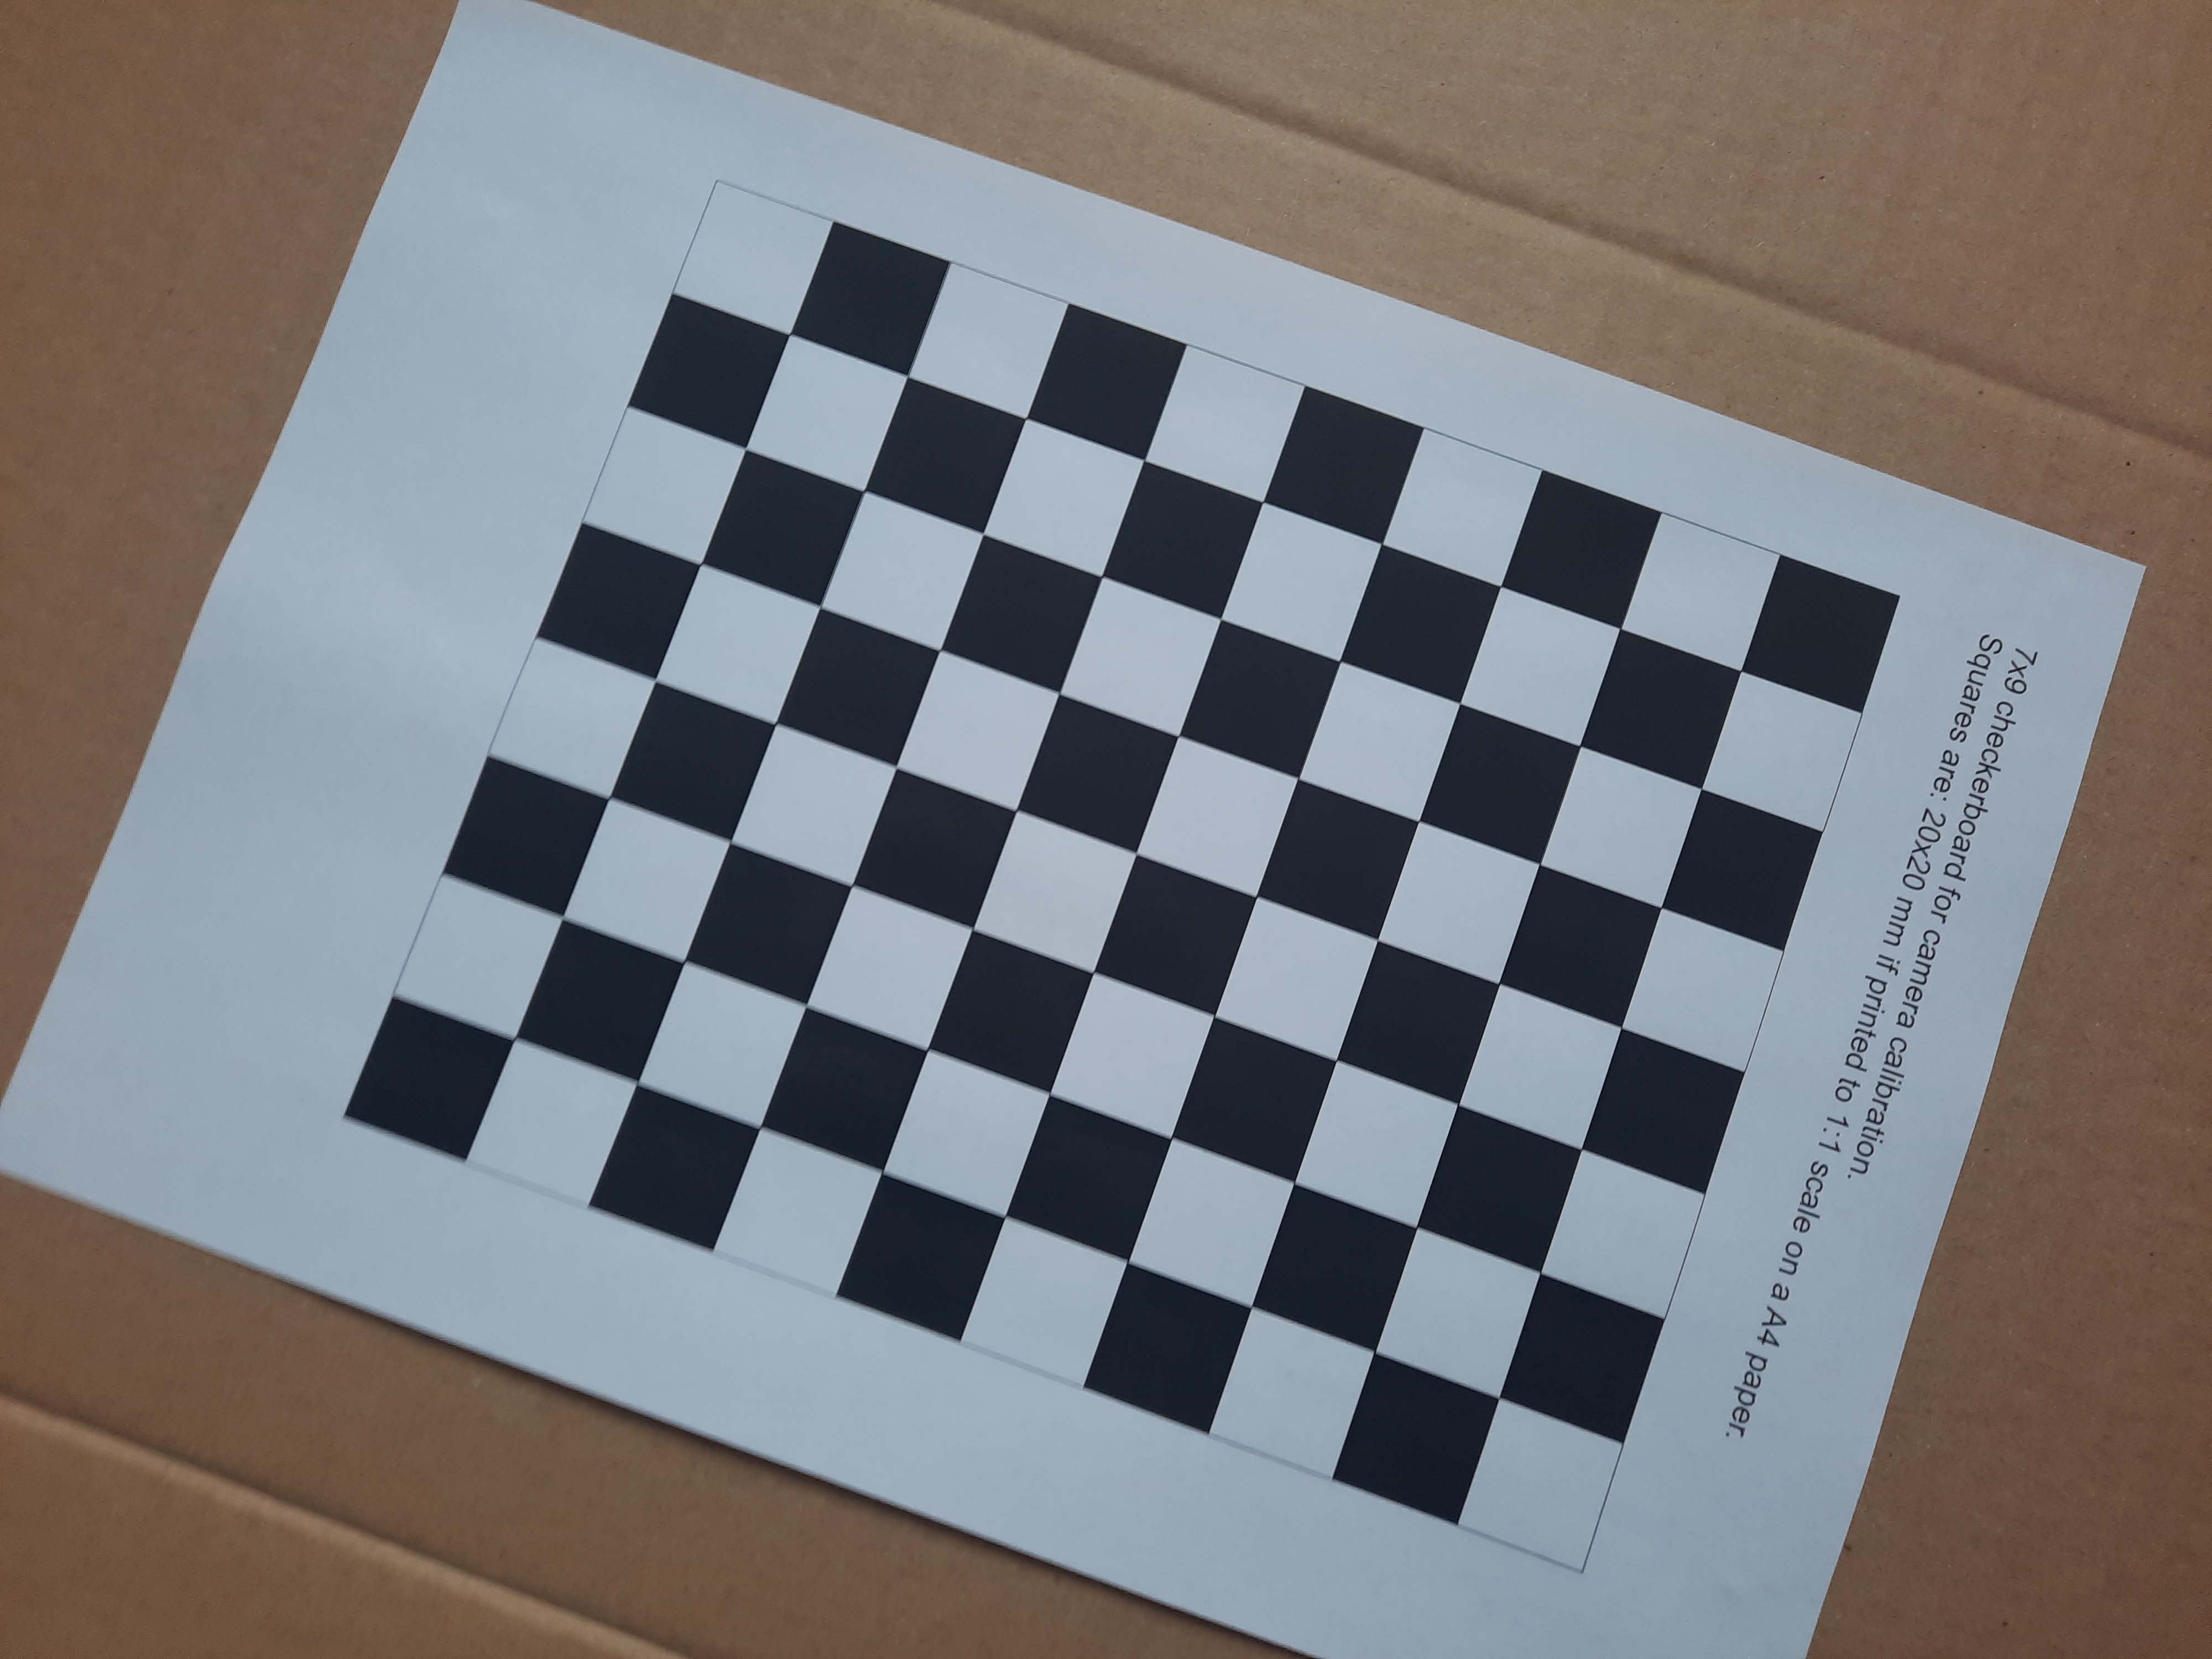 7x9 checkerboard for camera calibration.
Squares are: 20x20 mm if printed to 1:1 scale on a A4 paper.